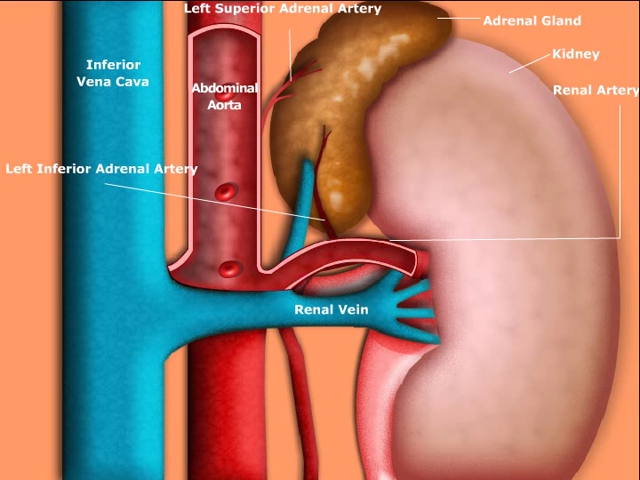 Left Superior Adrenal Artery
Adrenal Gland
Kidney
Inferior
Vena Cava
Abdominal
Aorta
Renal Artery
Left Inferior Adrenal Artery
Renal Vein